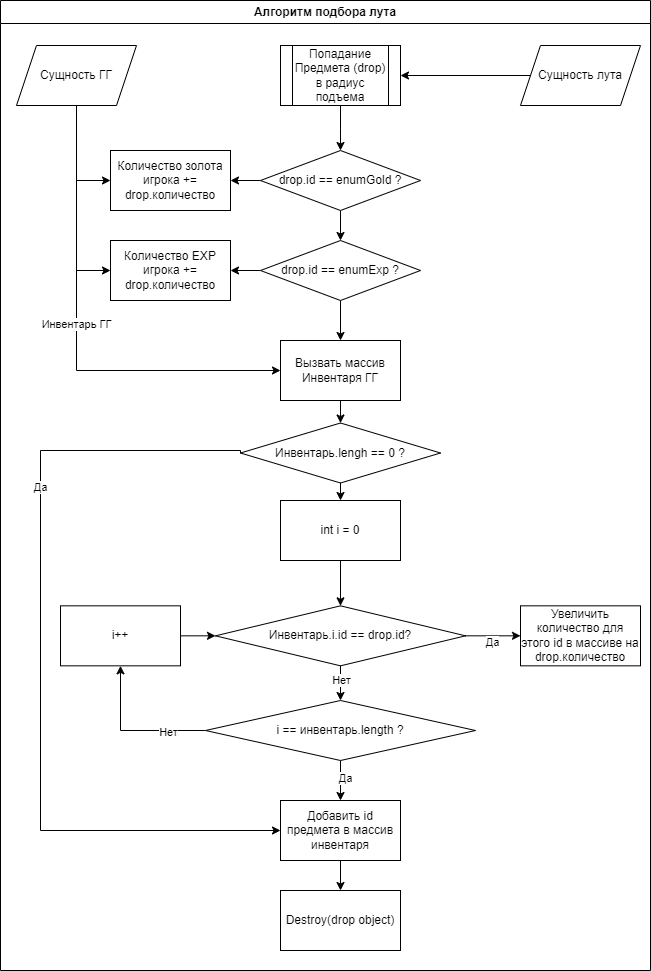 Алгоритм подбора лута
Сущность ГГ
Попадание
Предмета (drop)
в радиус
подъема
Сущность лута
Количество золота
игрока +=
drop.количество
drop.id == enumGold ?
Количество EXP
игрока +=
drop.количество
drop.id == enumExp ?
Инвентарь ГГ
Вызвать массив
Инвентаря ГГ
Инвентарь.lengh == 0 ?
Да
int i = 0
i++
Инвентарь.i.id == drop.id?
Да
Увеличить
количество для
этого id в массиве на
drop.количество
Нет
i == инвентарь.length ?
Нет
Да
Добавить id
предмета в массив
инвентаря
Destroy(drop object)